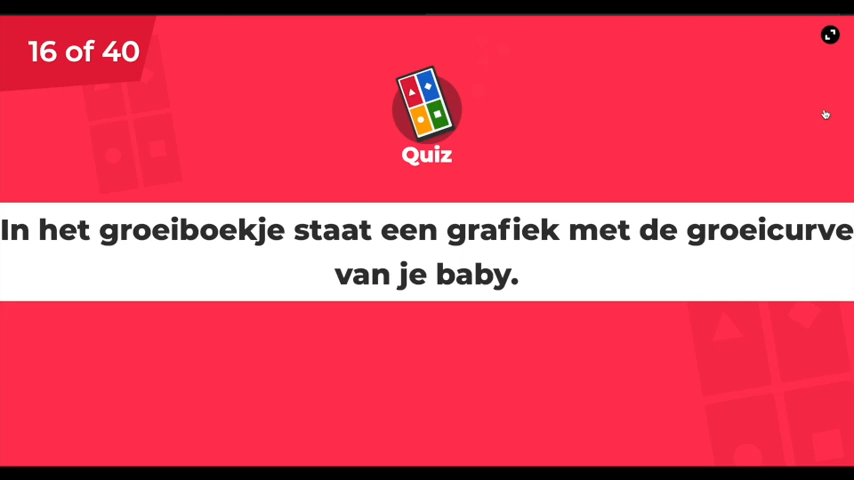 16 of 40
Quiz
In het groeiboekje staat een grafiek met de groeicurve
van je baby.